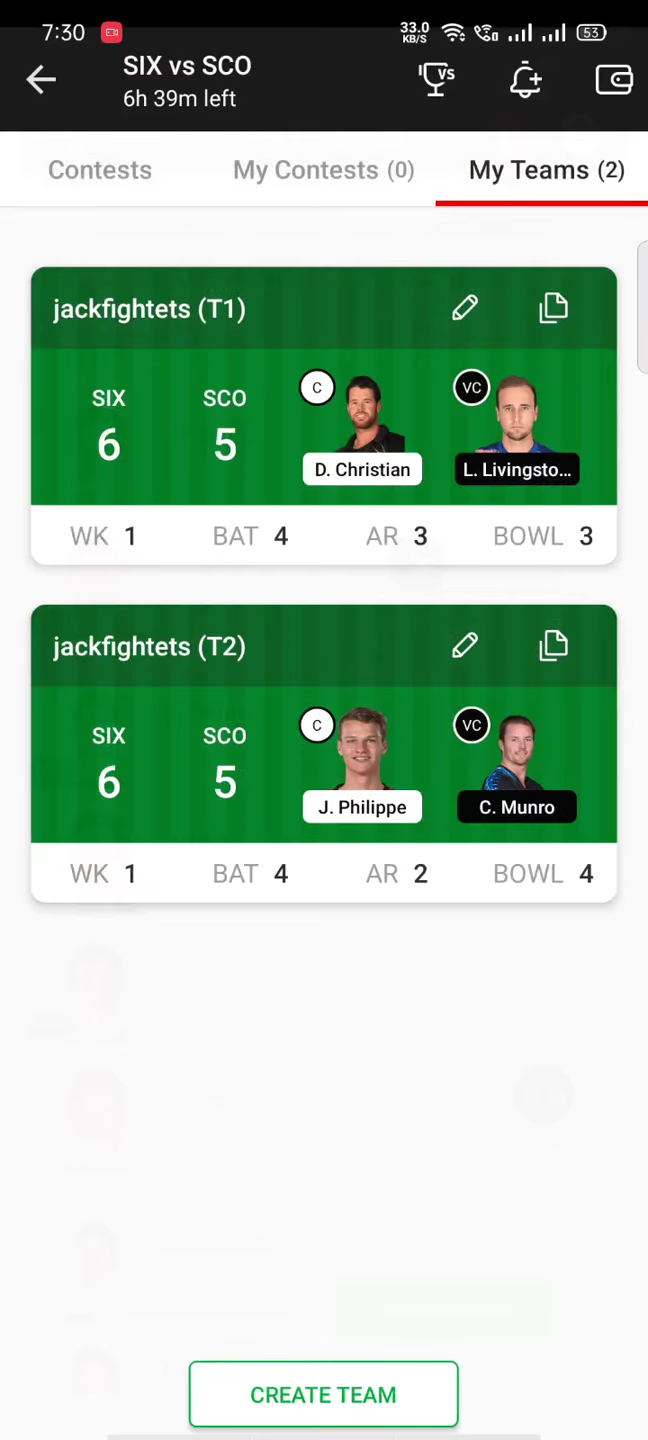 7:30 33.0 KB/S 53
SIX vs SCO
6h 39m left
VS
Contests My Contests (0) My Teams (2)
jackfightets (T1)
SIX SCO C VC
6 5
D. Christian L. Livingsto...
WK 1 BAT 4 AR 3 BOWL 3
jackfightets (T2)
SIX SCO C VC
6 5
J. Philippe C. Munro
WK 1 BAT 4 AR 2 BOWL 4
CREATE TEAM